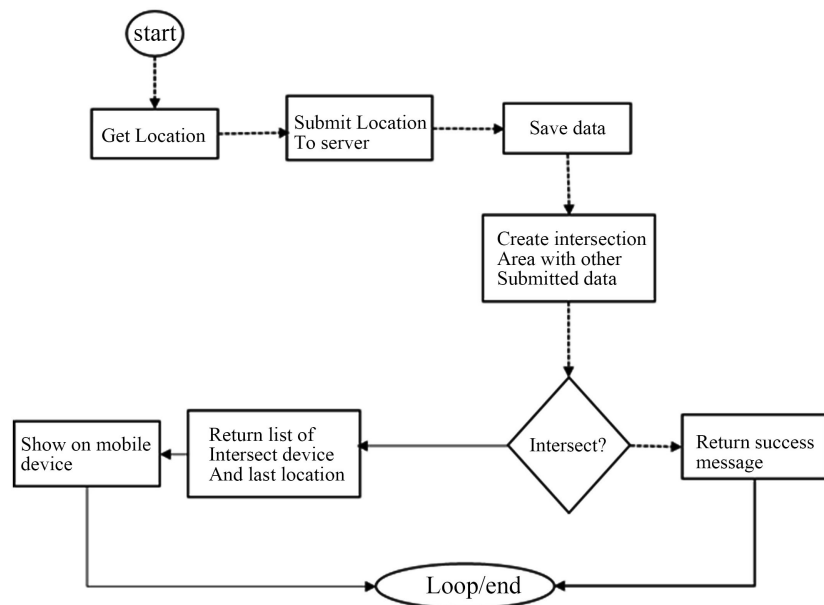 start
Get Location
Submit Location
To server
Save data
Create intersection
Area with other
Submitted data
Intersect?
Return success
message
Return list of
Intersect device
And last location
Show on mobile
device
Loop/end